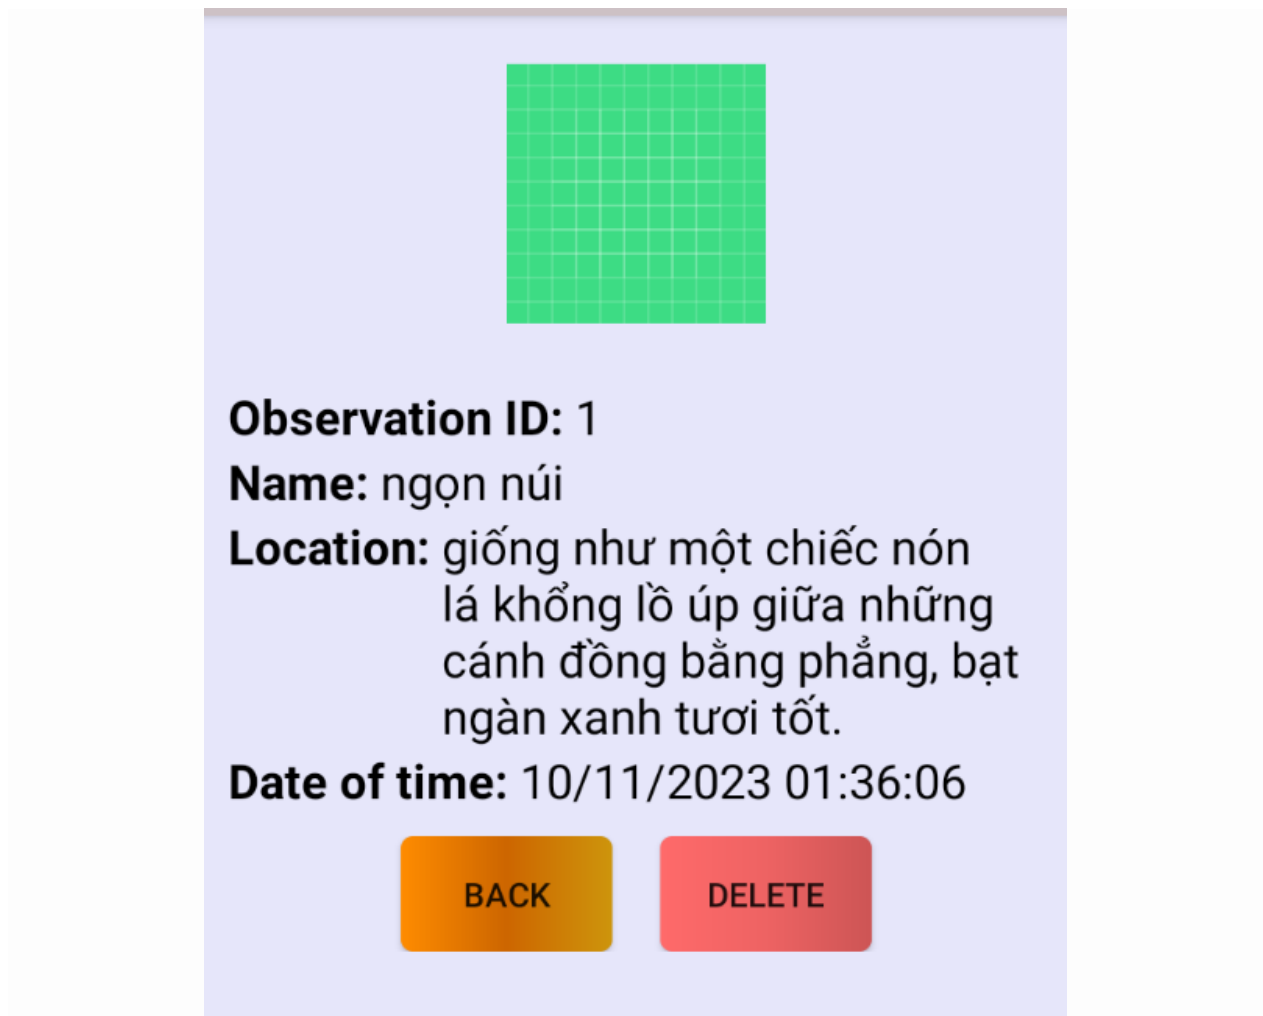 Observation ID: 1
Name: ngọn núi
Location: giống như một chiếc nón
lá khổng lồ úp giữa những
cánh đồng bằng phẳng, bạt
ngàn xanh tươi tốt.
Date of time: 10/11/2023 01:36:06
BACK DELETE